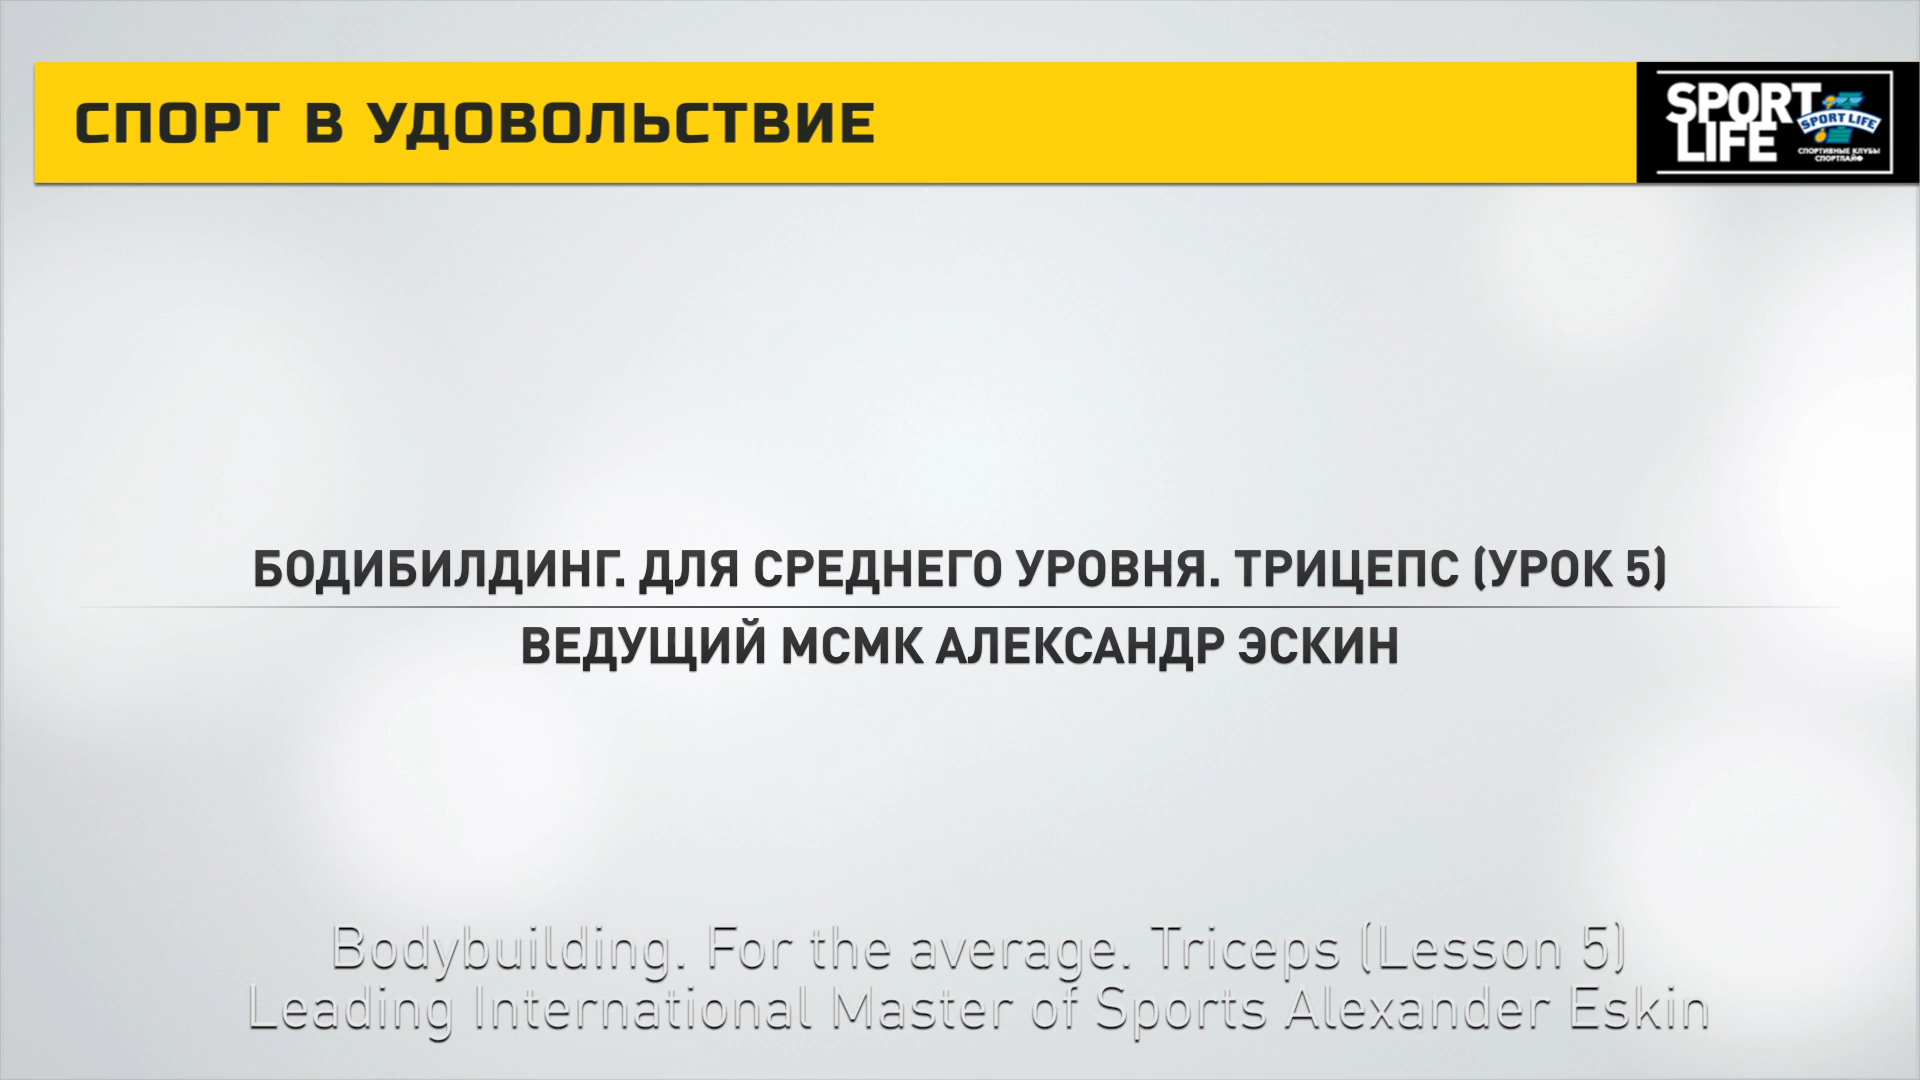 СПОРТ В УДОВОЛЬСТВИЕ
SPORT
LIFE
SPORT LIFE
СПОРТИВНЫЕ КЛУБЫ
СПОРТЛАЙФ
БОДИБИЛДИНГ. ДЛЯ СРЕДНЕГО УРОВНЯ. ТРИЦЕПС (УРОК 5)
ВЕДУЩИЙ МСМК АЛЕКСАНДР ЭСКИН
Bodybuilding. For the average. Triceps (Lesson 5)
Leading International Master of Sports Alexander Eskin